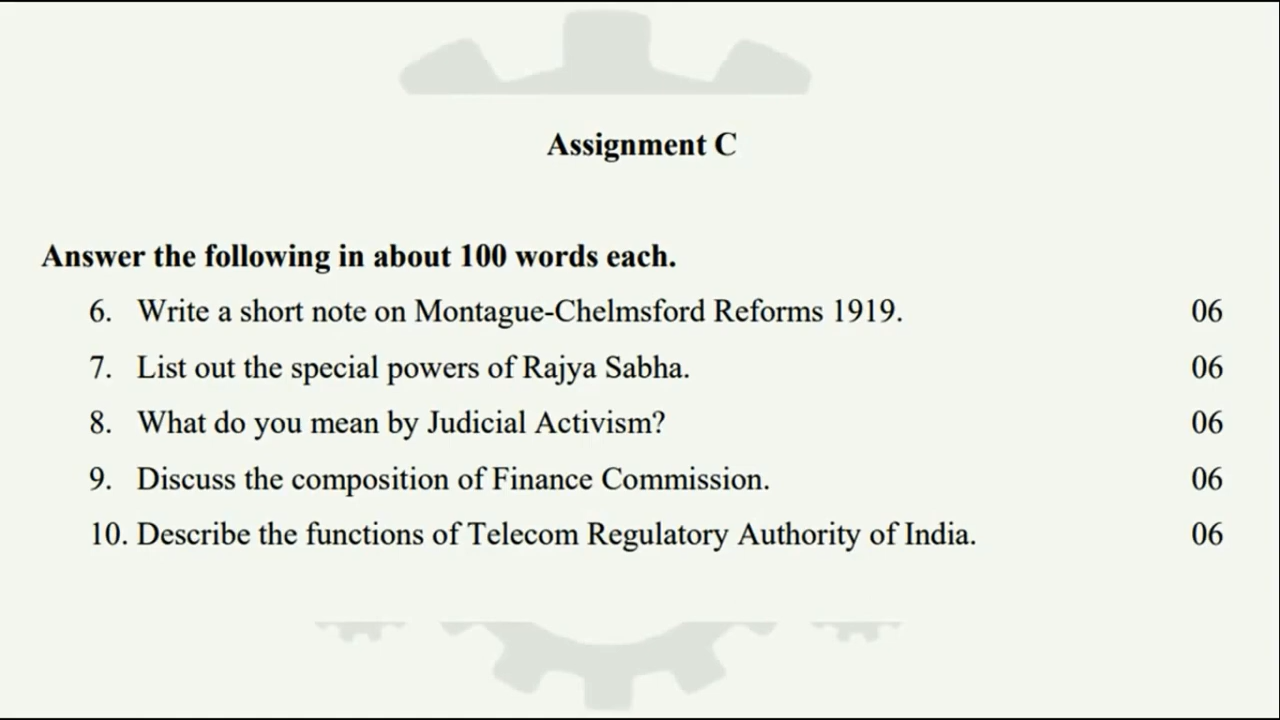 Assignment C
Answer the following in about 100 words each.
6. Write a short note on Montague-Chelmsford Reforms 1919. 06
7. List out the special powers of Rajya Sabha. 06
8. What do you mean by Judicial Activism? 06
9. Discuss the composition of Finance Commission. 06
10. Describe the functions of Telecom Regulatory Authority of India. 06